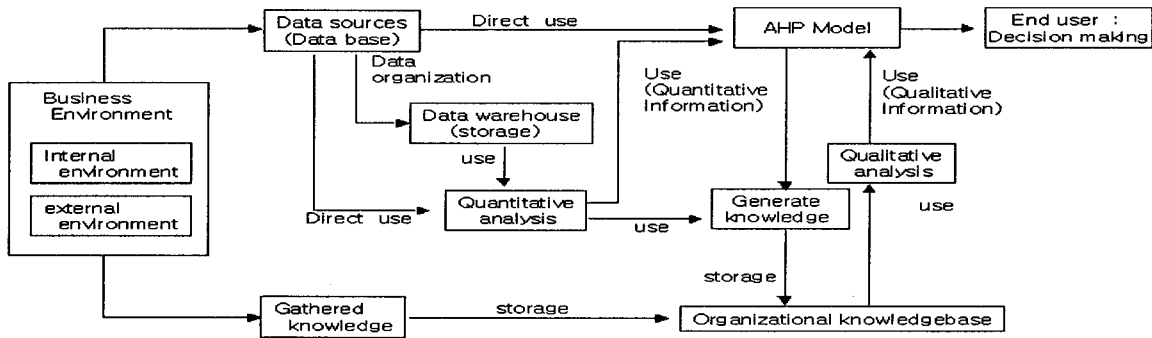 Data sources
(Data base)
Direct use
AHP Model
End user :
Decision making
Data
organization
Use
(Quantitative
Information)
Use
(Qualitative
Information)
Business
Environment
Internal
environment
external
environment
Data warehouse
(storage)
use
Qualitative
analysis
Direct use
Quantitative
analysis
use
Generate
knowledge
use
storage
Gathered
knowledge
storage
Organizational knowledgebase